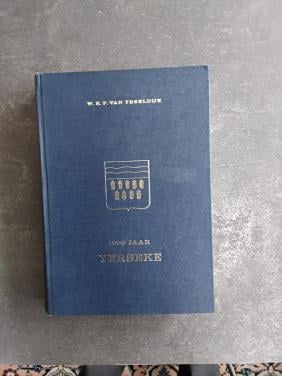 W. E. P. VAN YSSELDIJK
1000 JAAR
YERSEKE